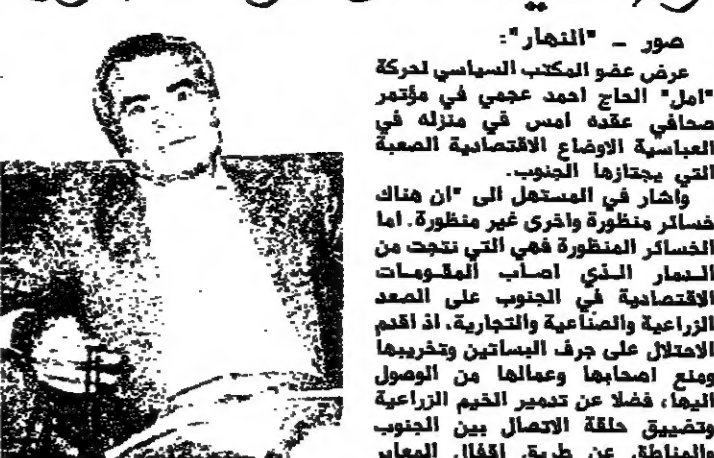 صور - "النهار":
عرض عضو المكتب السياسي لحركة
"امل" الحاج احمد عجمي في مؤتمر
صحافي عقده امس في منزله في
العباسية الاوضاع الاقتصادية الصعبة
التي يجتازها الجنوب.
واشار في المستهل الى "ان هناك
خسائر منظورة واخرى غير منظورة. اما
الخسائر المنظورة فهي التي نتجت من
الدمار الذي اصاب المقومات
الاقتصادية في الجنوب على الصعد
الزراعية والصناعية والتجارية. اذ اقدم
الاحتلال على جرف البساتين وتخريبها
ومنع اصحابها وعمالها من الوصول
اليها، فضلا عن تدمير القيم الزراعية
وتضييق حلقة الاتصال بين الجنوب
والمناطق عن طريق اقفال المعابر